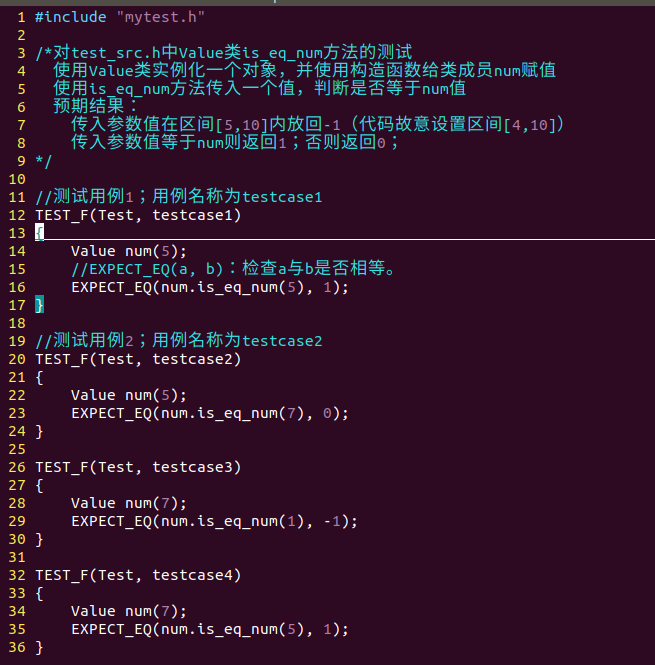 1 #include "mytest.h"
2
3 /*对test_src.h中Value类is_eq_num方法的测试
4   使用Value类实例化一个对象，并使用构造函数给类成员num赋值
5   使用is_eq_num方法传入一个值，判断是否等于num值
6   预期结果：
7     传入参数值在区间[5,10]内放回-1（代码故意设置区间[4,10]）
8     传入参数值等于num则返回1；否则返回0；
9 */
10
11 //测试用例1；用例名称为testcase1
12 TEST_F(Test, testcase1)
13 {
14     Value num(5);
15     //EXPECT_EQ(a, b)：检查a与b是否相等。
16     EXPECT_EQ(num.is_eq_num(5), 1);
17 }
18
19 //测试用例2；用例名称为testcase2
20 TEST_F(Test, testcase2)
21 {
22     Value num(5);
23     EXPECT_EQ(num.is_eq_num(7), 0);
24 }
25
26 TEST_F(Test, testcase3)
27 {
28     Value num(7);
29     EXPECT_EQ(num.is_eq_num(1), -1);
30 }
31
32 TEST_F(Test, testcase4)
33 {
34     Value num(7);
35     EXPECT_EQ(num.is_eq_num(5), 1);
36 }